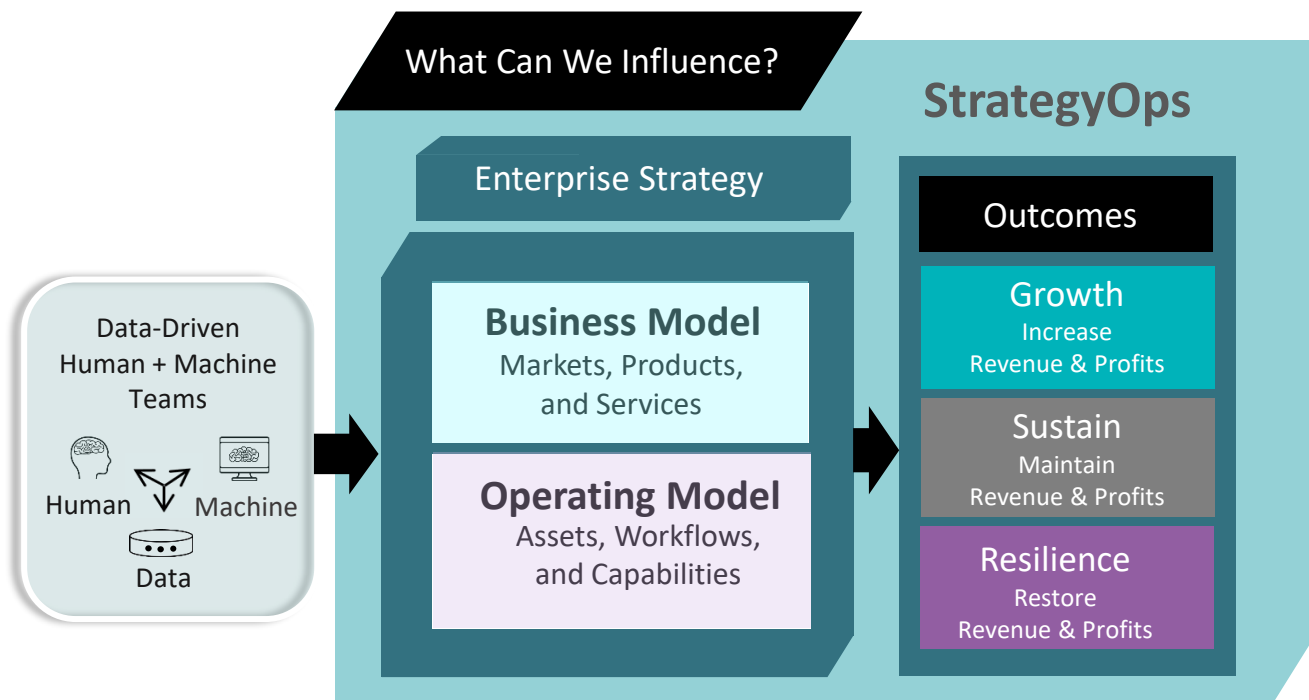 What Can We Influence?
StrategyOps
Enterprise Strategy
Data-Driven
Human + Machine
Teams
Human
Machine
Data
Business Model
Markets, Products,
and Services
Operating Model
Assets, Workflows,
and Capabilities
Outcomes
Growth
Increase
Revenue & Profits
Sustain
Maintain
Revenue & Profits
Resilience
Restore
Revenue & Profits